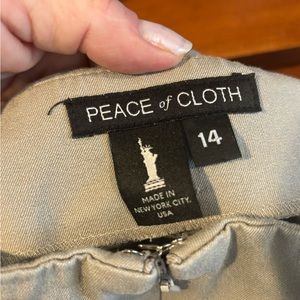 PEACE of CLOTH
14
MADE IN
NEW YORK CITY.
USA